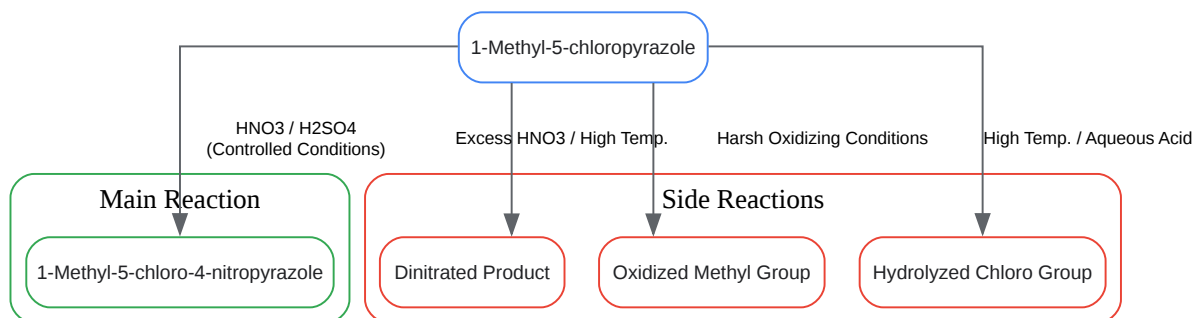 1-Methyl-5-chloropyrazole
HNO3 / H2SO4
(Controlled Conditions)
Excess HNO3 / High Temp.
Harsh Oxidizing Conditions
High Temp. / Aqueous Acid
Main Reaction
Side Reactions
1-Methyl-5-chloro-4-nitropyrazole
Dinitrated Product
Oxidized Methyl Group
Hydrolyzed Chloro Group